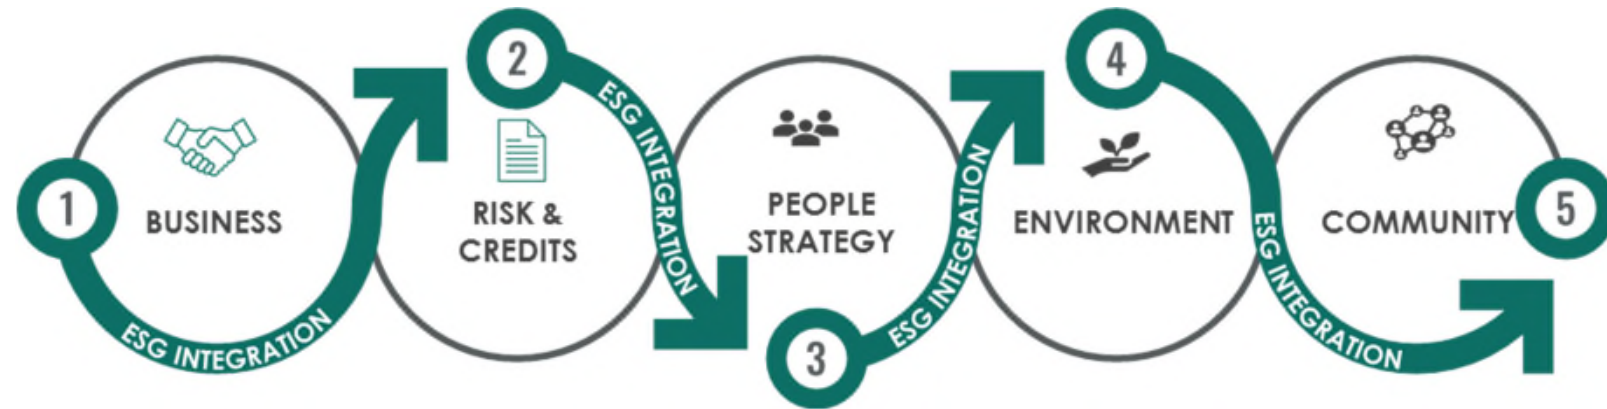 1
BUSINESS
ESG INTEGRATION
2
RISK &
CREDITS
ESG INTEGRATION
PEOPLE
STRATEGY
3
ESG INTEGRATION
4
ENVIRONMENT
ESG INTEGRATION
COMMUNITY
5